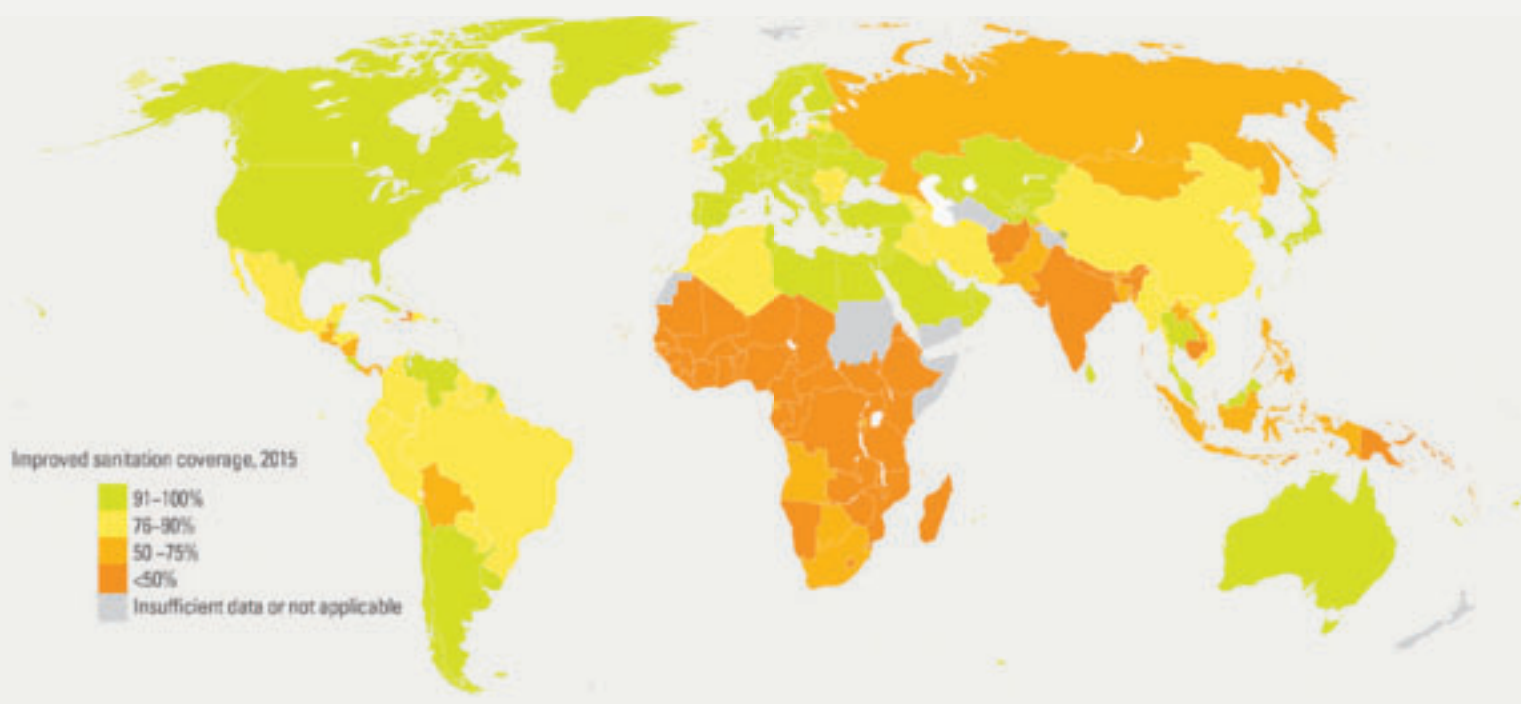 Improved sanitation coverage, 2015
91–100%
76–90%
50 –75%
<50%
Insufficient data or not applicable